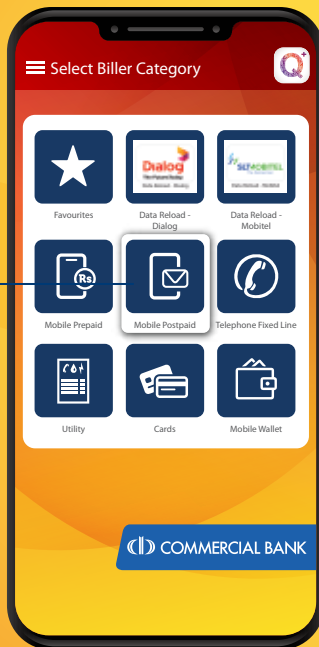 Select Biller Category
Q+
Dialog
SLTMOBITEL
Favourites
Data Reload -
Dialog
Data Reload -
Mobitel
Rs
Mobile Prepaid
Mobile Postpaid
Telephone Fixed Line
Utility
Cards
Mobile Wallet
COMMERCIAL BANK